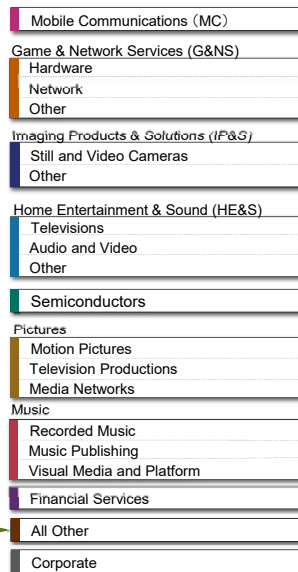 Mobile Communications（MC）
Game & Network Services (G&NS)
Hardware
Network
Other
Imaging Products & Solutions (IP&S)
Still and Video Cameras
Other
Home Entertainment & Sound (HE&S)
Televisions
Audio and Video
Other
Semiconductors
Pictures
Motion Pictures
Television Productions
Media Networks
Music
Recorded Music
Music Publishing
Visual Media and Platform
Financial Services
All Other
Corporate